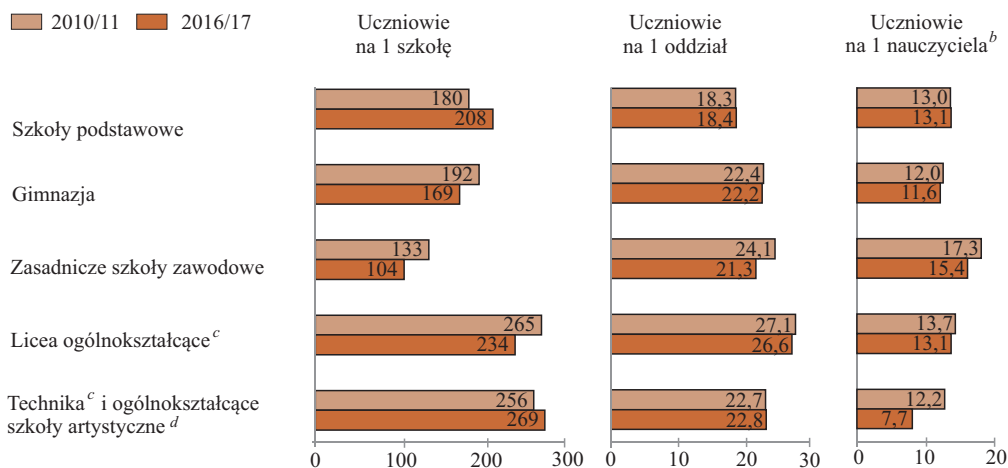 2010/11 2016/17
Uczniowie
na 1 szkołę
Uczniowie
na 1 oddział
Uczniowie
na 1 nauczyciela b
Szkoły podstawowe
180
208
18,3
18,4
13,0
13,1
Gimnazja
192
169
22,4
22,2
12,0
11,6
Zasadnicze szkoły zawodowe
133
104
24,1
21,3
17,3
15,4
Licea ogólnokształcące c
265
234
27,1
26,6
13,7
13,1
Technika c i ogólnokształcące
szkoły artystyczne d
256
269
22,7
22,8
12,2
7,7
0 100 200 300
0 10 20 30
0 10 20